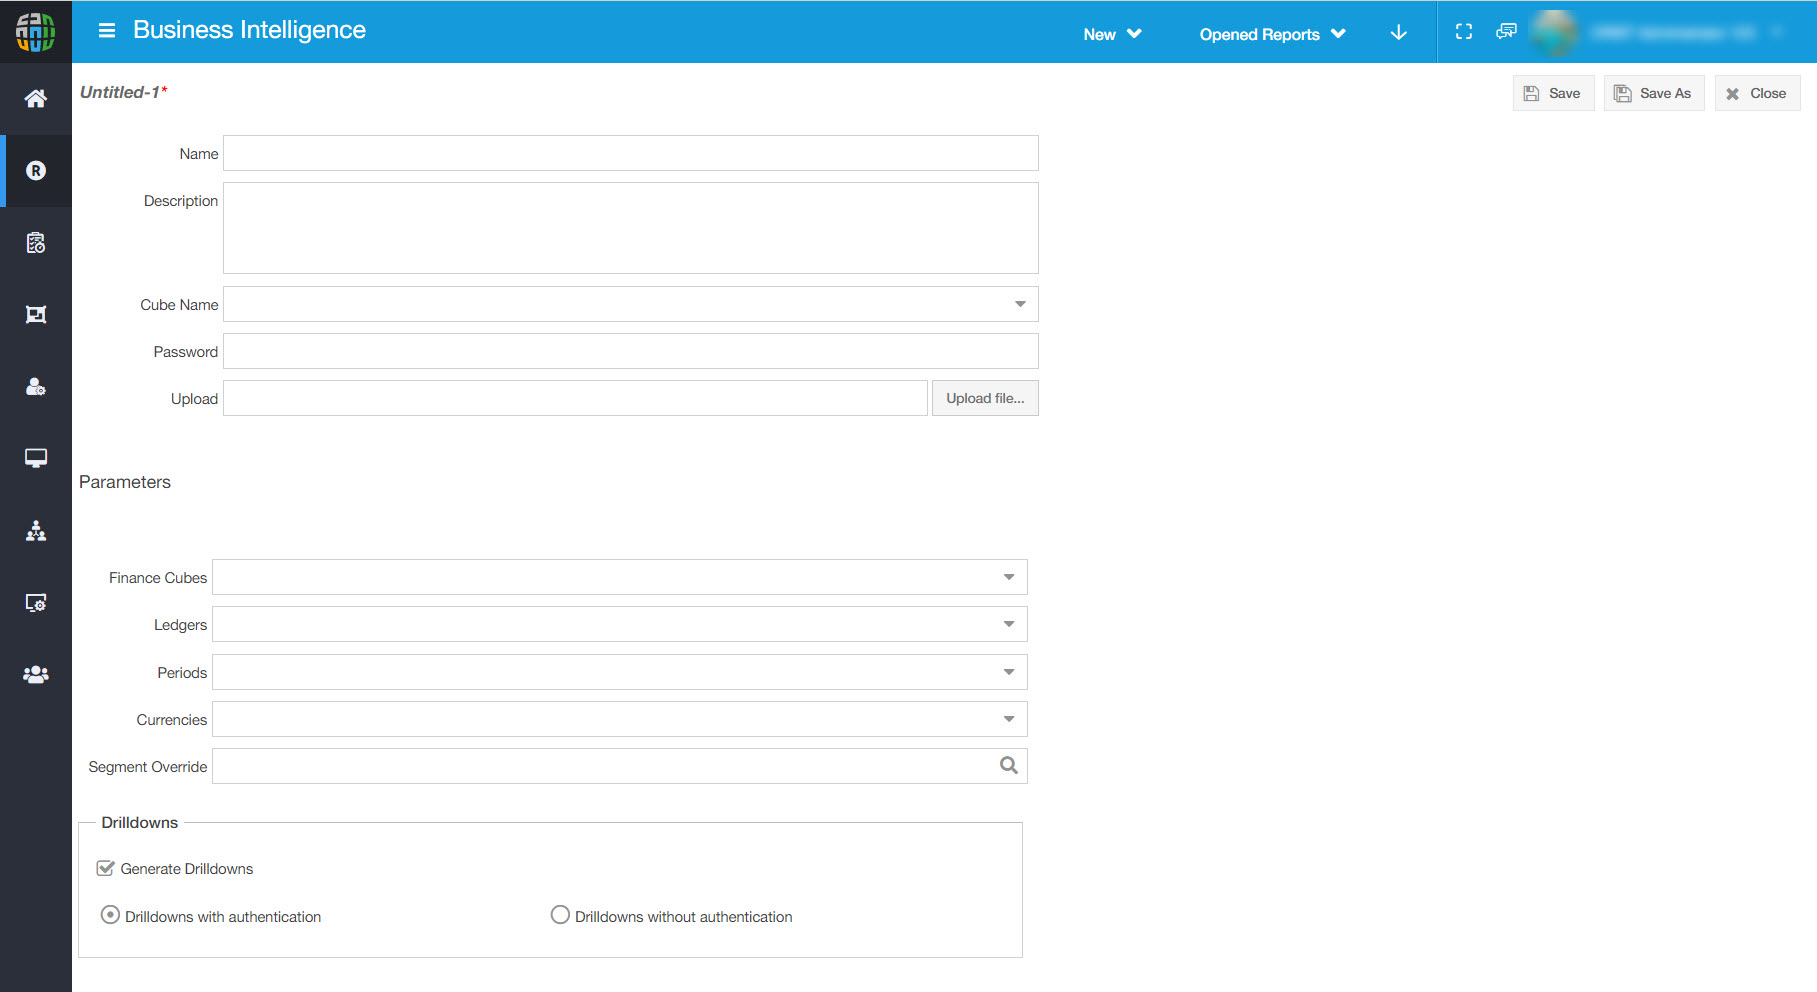 Business Intelligence
New
Opened Reports
Untitled-1*
Save
Save As
Close
Name
Description
Cube Name
Password
Upload
Upload file...
Parameters
Finance Cubes
Ledgers
Periods
Currencies
Segment Override
Drilldowns
Generate Drilldowns
Drilldowns with authentication
Drilldowns without authentication